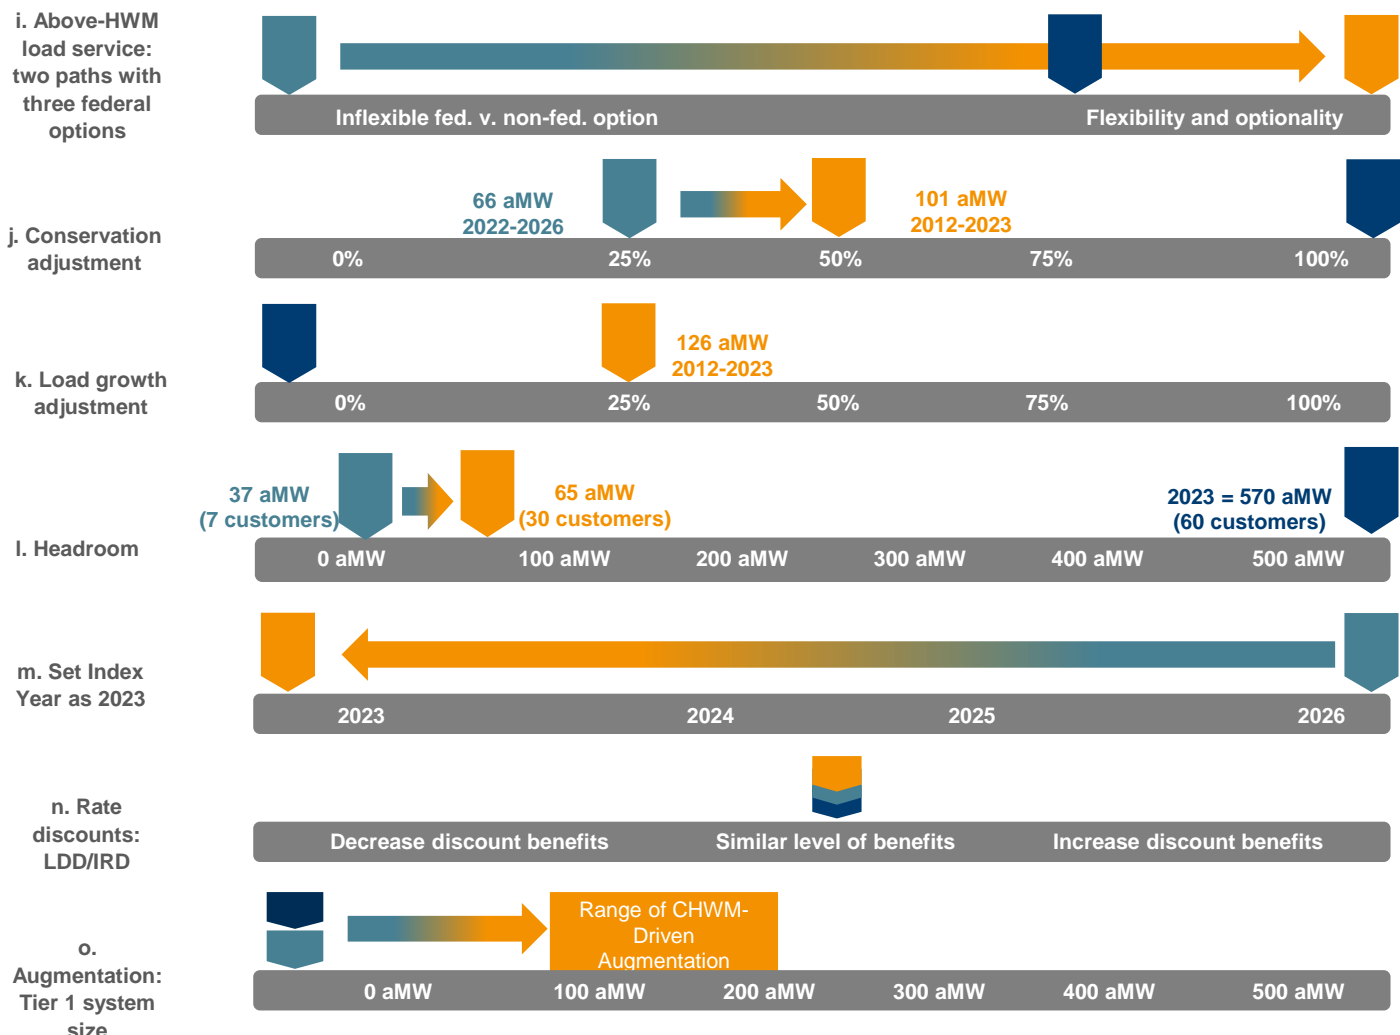 i. Above-HWM
load service:
two paths with
three federal
options
Inflexible fed. v. non-fed. option
Flexibility and optionality
j. Conservation
adjustment
66 aMW
2022-2026
101 aMW
2012-2023
0%
25%
50%
75%
100%
k. Load growth
adjustment
126 aMW
2012-2023
0%
25%
50%
75%
100%
l. Headroom
37 aMW
(7 customers)
65 aMW
(30 customers)
2023 = 570 aMW
(60 customers)
0 aMW
100 aMW
200 aMW
300 aMW
400 aMW
500 aMW
m. Set Index
Year as 2023
2023
2024
2025
2026
n. Rate
discounts:
LDD/IRD
Decrease discount benefits
Similar level of benefits
Increase discount benefits
o.
Augmentation:
Tier 1 system
size
Range of CHWM-
Driven
Augmentation
0 aMW
100 aMW
200 aMW
300 aMW
400 aMW
500 aMW